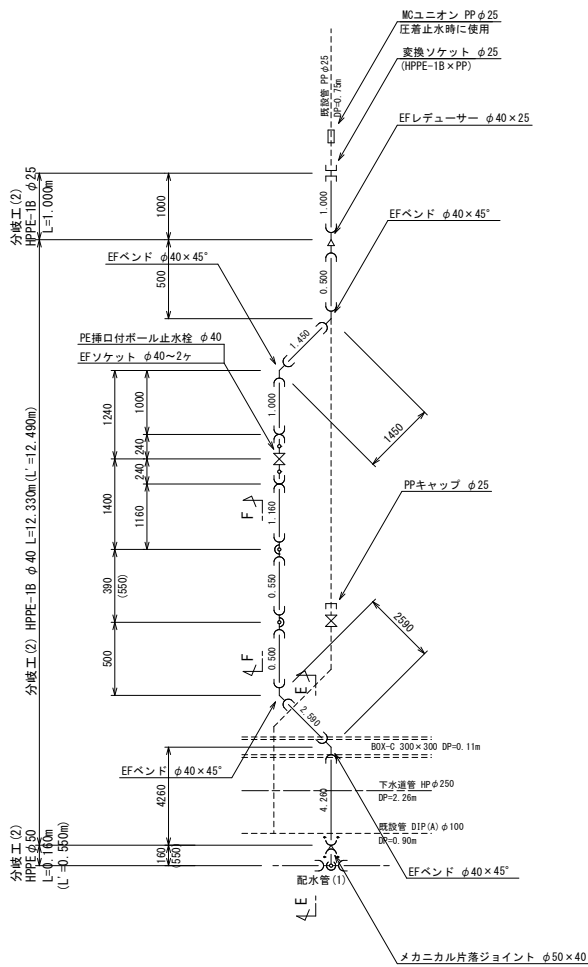 MCユニオン PPφ25
圧着止水時に使用
変換ソケット φ25
(HPPE-1B×PP)
既設管 PPφ25
DP=0.75m
EFレデューサー φ40×25
分岐工(2)
HPPE-1B φ25
L=1.000m
1000
1.000
EFベンド φ40×45°
EFベンド φ40×45°
500
0.500
1.450
PE挿口付ボール止水栓 φ40
EFソケット φ40~2ヶ
1240
1000
1.000
1450
240
240
分岐工(2) HPPE-1B φ40 L=12.330m(L'=12.490m)
1400
1160
1.160
F
PPキャップ φ25
390
(550)
0.550
2590
500
0.500
F
E
2.590
BOX-C 300×300 DP=0.11m
EFベンド φ40×45°
4260
4.260
下水道管 HPφ250
DP=2.26m
既設管 DIP(A)φ100
DP=0.90m
分岐工(2)
HPPEφ50
L=0.160m
(L'=0.550m)
160
(550)
配水管(1)
EFベンド φ40×45°
E
メカニカル片落ジョイント φ50×40